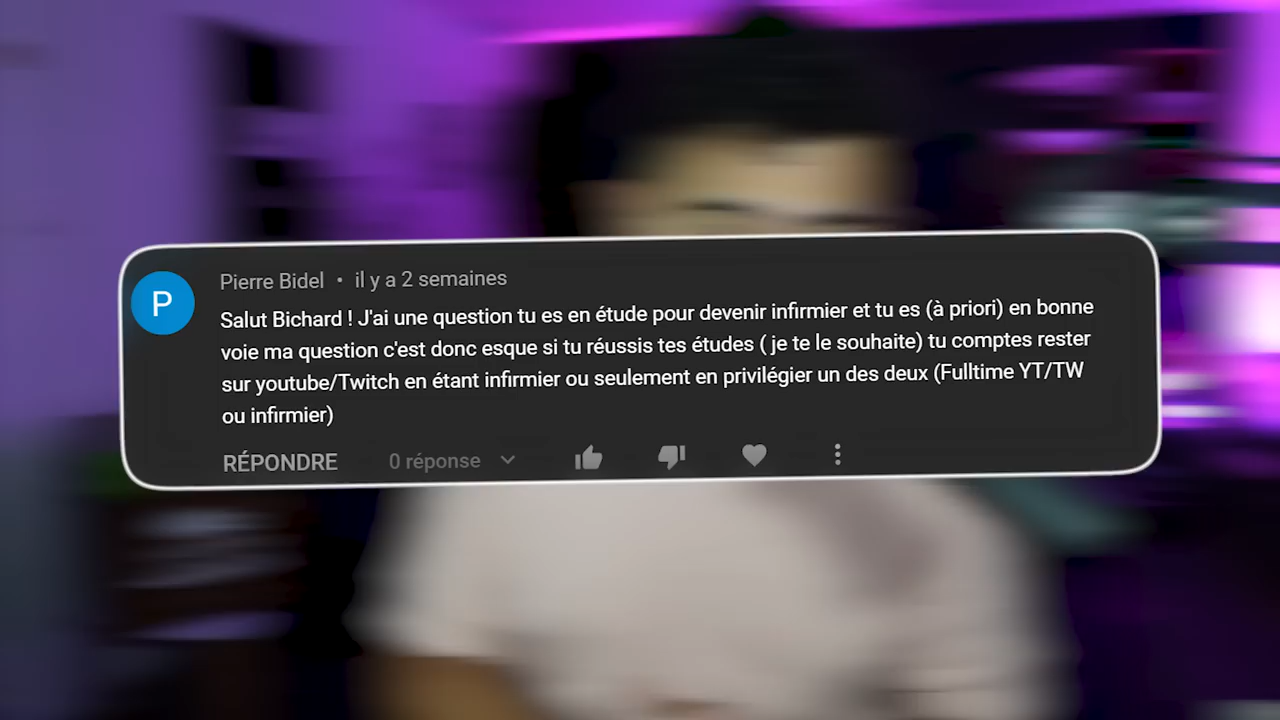 P
Pierre Bidel • il y a 2 semaines
Salut Bichard ! J'ai une question tu es en étude pour devenir infirmier et tu es (à priori) en bonne
voie ma question c'est donc esque si tu réussis tes études ( je te le souhaite) tu comptes rester
sur youtube/Twitch en étant infirmier ou seulement en privilégier un des deux (Fulltime YT/TW
ou infirmier)
RÉPONDRE 0 réponse